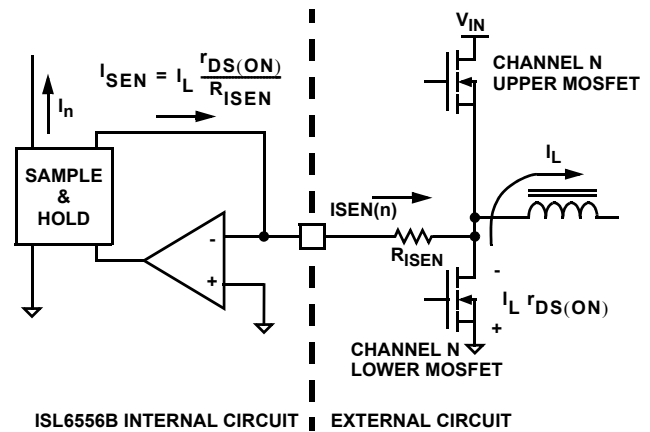 I_SEN = I_L r_DS(ON) / R_ISEN
I_n
SAMPLE
&
HOLD
-
+
ISEN(n)
R_ISEN
V_IN
CHANNEL N
UPPER MOSFET
I_L
-
I_L r_DS(ON)
+
CHANNEL N
LOWER MOSFET
ISL6556B INTERNAL CIRCUIT
EXTERNAL CIRCUIT